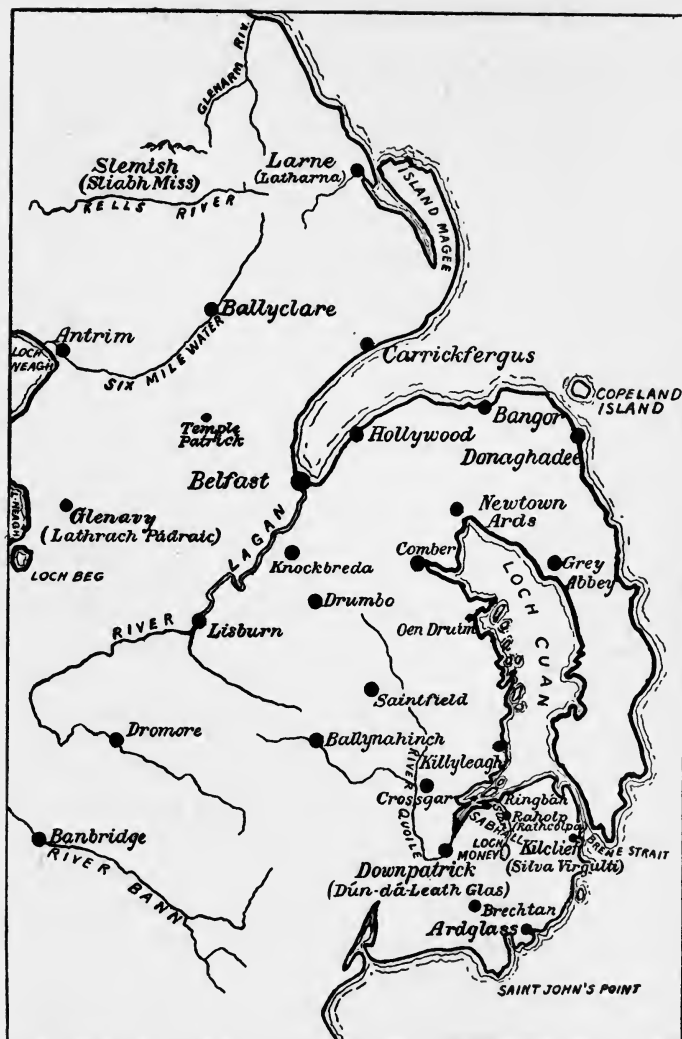 GLENARM RIV.
Slemish
(Sliabh Miss)
Larne
(Latharna)
KELLS RIVER
ISLAND MAGEE
Ballyclare
Antrim
LOCH
NEAGH
SIX MILE WATER
Carrickfergus
COPELAND
ISLAND
Bangor
Temple
Patrick
Hollywood
Donaghadee
Belfast
Newtown
Ards
Glenavy
(Lathrach Pádraic)
L. NEAGH
LAGAN
Comber
Grey
Abbey
Knockbreda
LOCH BEG
LOCH CUAN
Drumbo
RIVER
Lisburn
Oen Druim
Saintfield
Dromore
Ballynahinch
Killyleagh
RIVER QUOILE
Crossgar
Ringbán
Raholp
(Rathcolpa)
SABHALL
Banbridge
LOCH
MONEY
Kilclief
(Silva Virgulti)
BRENE STRAIT
RIVER BANN
Downpatrick
(Dún-dá-Leath Glas)
Brechtan
Ardglass
SAINT JOHN'S POINT